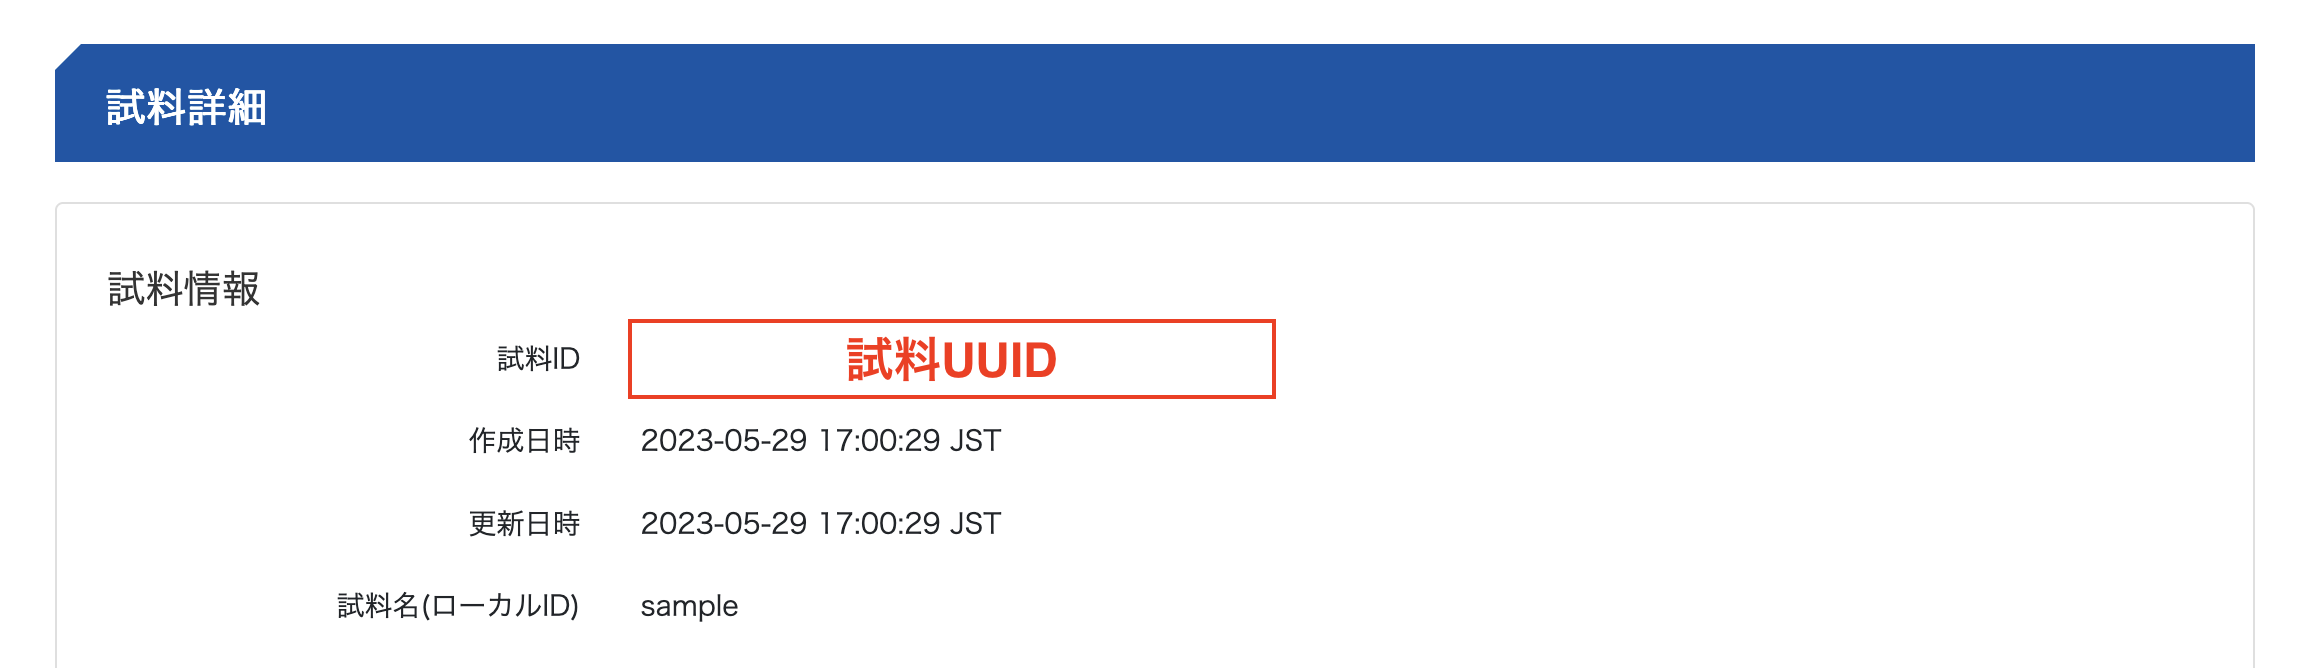 試料詳細
試料情報
試料ID 試料UUID
作成日時 2023-05-29 17:00:29 JST
更新日時 2023-05-29 17:00:29 JST
試料名(ローカルID) sample